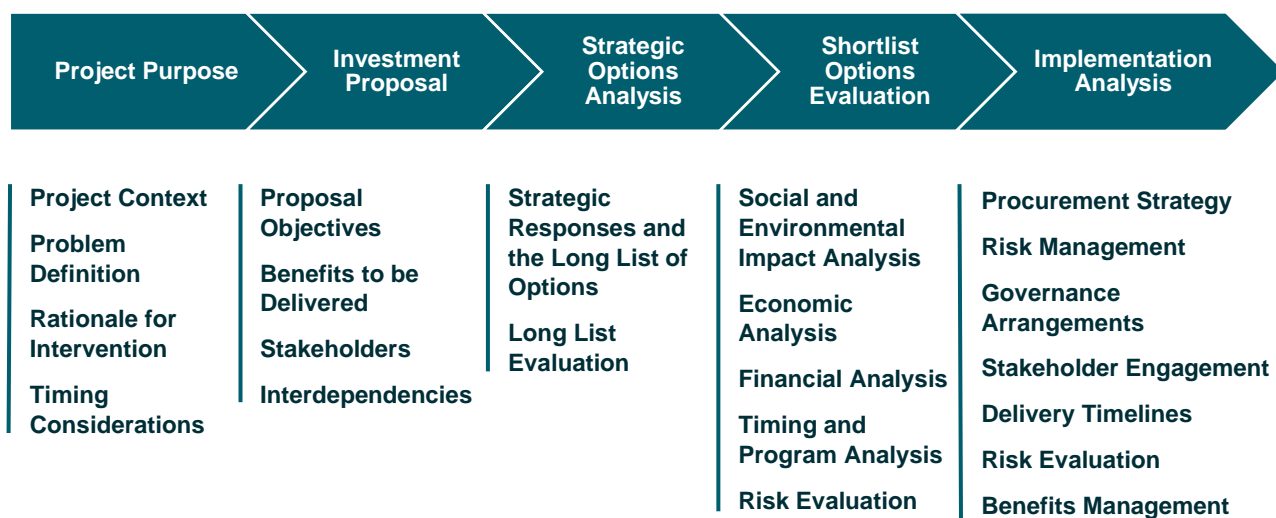 Project Purpose
Investment
Proposal
Strategic
Options
Analysis
Shortlist
Options
Evaluation
Implementation
Analysis
Project Context
Problem
Definition
Rationale for
Intervention
Timing
Considerations
Proposal
Objectives
Benefits to be
Delivered
Stakeholders
Interdependencies
Strategic
Responses and
the Long List of
Options
Long List
Evaluation
Social and
Environmental
Impact Analysis
Economic
Analysis
Financial Analysis
Timing and
Program Analysis
Risk Evaluation
Procurement Strategy
Risk Management
Governance
Arrangements
Stakeholder Engagement
Delivery Timelines
Risk Evaluation
Benefits Management